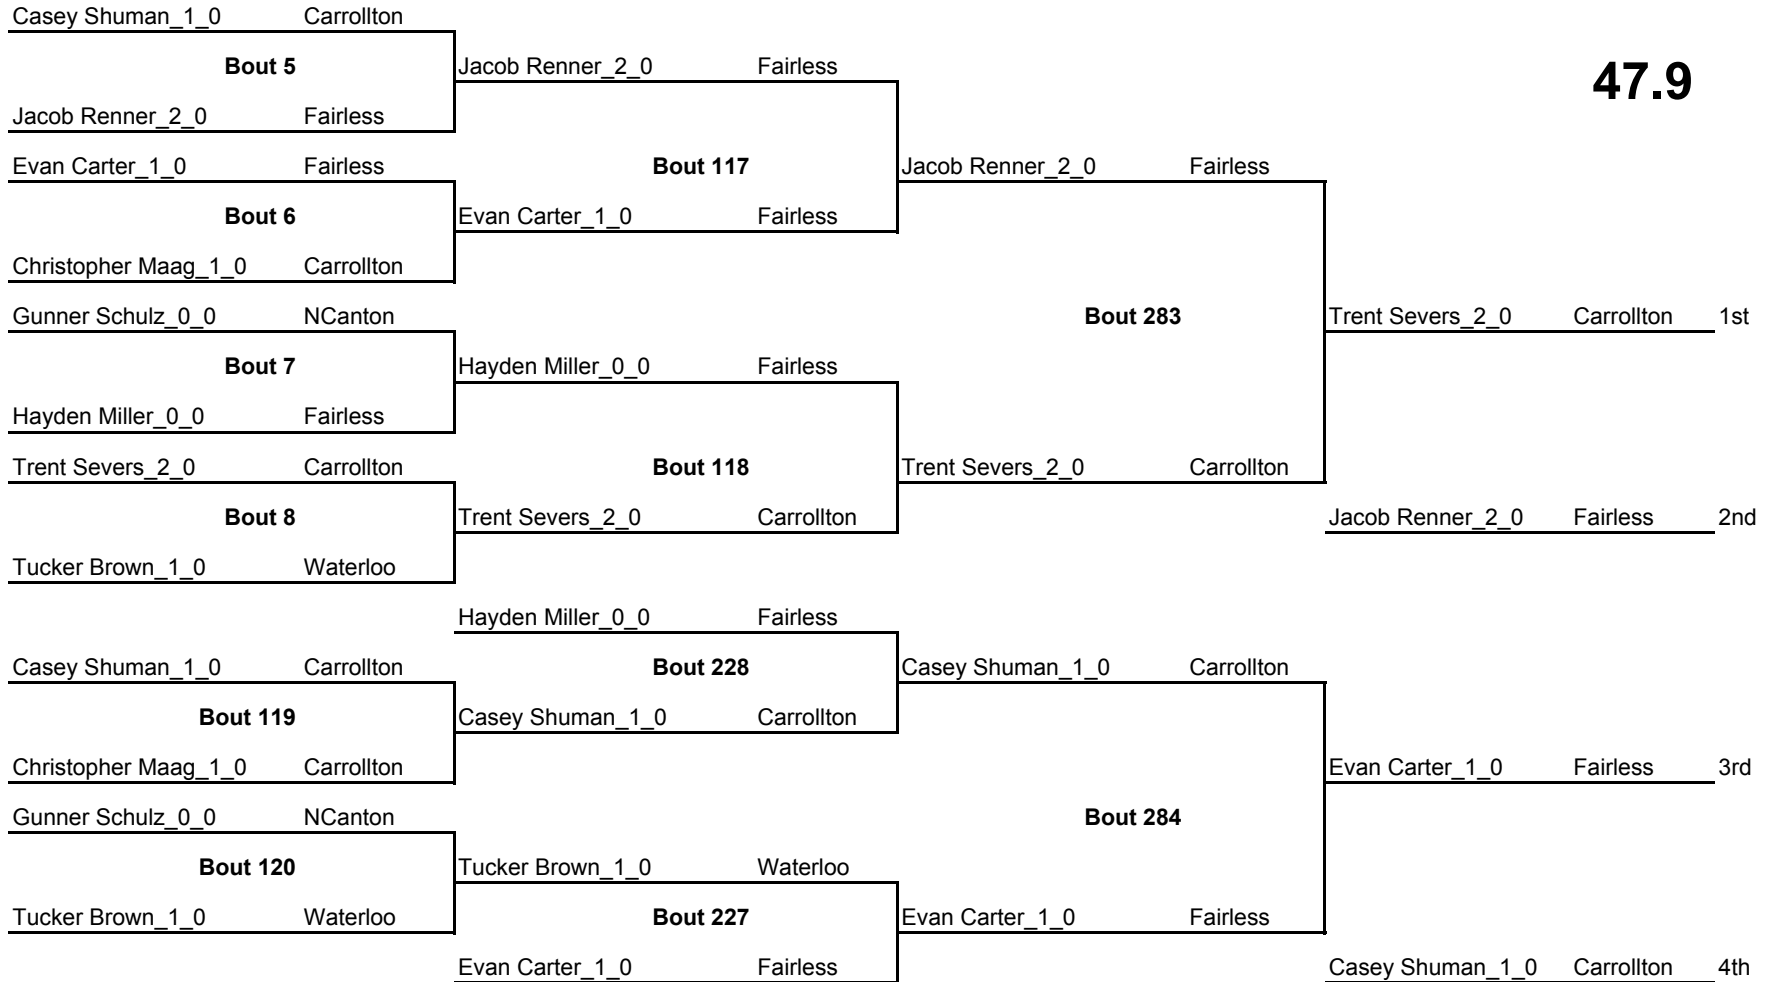 Casey Shuman_1_0 Carrollton
Bout 5 Jacob Renner_2_0 Fairless 47.9
Jacob Renner_2_0 Fairless
Evan Carter_1_0 Fairless Bout 117 Jacob Renner_2_0 Fairless
Bout 6 Evan Carter_1_0 Fairless
Christopher Maag_1_0 Carrollton
Gunner Schulz_0_0 NCanton Bout 283 Trent Severs_2_0 Carrollton 1st
Bout 7 Hayden Miller_0_0 Fairless
Hayden Miller_0_0 Fairless
Trent Severs_2_0 Carrollton Bout 118 Trent Severs_2_0 Carrollton
Bout 8 Trent Severs_2_0 Carrollton Jacob Renner_2_0 Fairless 2nd
Tucker Brown_1_0 Waterloo
Hayden Miller_0_0 Fairless
Casey Shuman_1_0 Carrollton Bout 228 Casey Shuman_1_0 Carrollton
Bout 119 Casey Shuman_1_0 Carrollton
Christopher Maag_1_0 Carrollton Evan Carter_1_0 Fairless 3rd
Gunner Schulz_0_0 NCanton Bout 284
Bout 120 Tucker Brown_1_0 Waterloo
Tucker Brown_1_0 Waterloo Bout 227 Evan Carter_1_0 Fairless
Evan Carter_1_0 Fairless Casey Shuman_1_0 Carrollton 4th